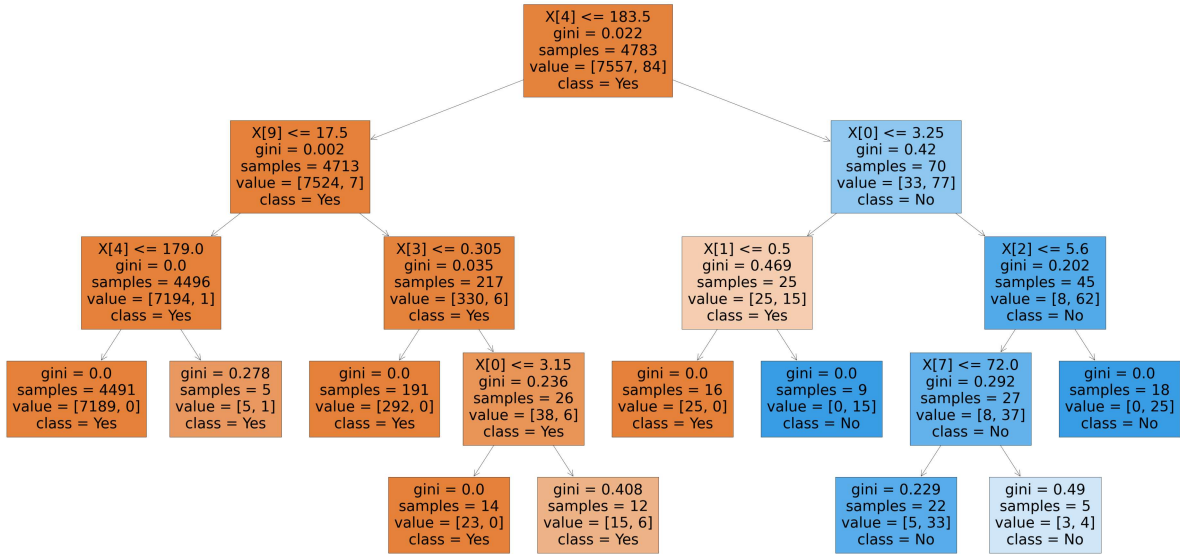 X[4] <= 183.5
gini = 0.022
samples = 4783
value = [7557, 84]
class = Yes
X[9] <= 17.5
gini = 0.002
samples = 4713
value = [7524, 7]
class = Yes
X[0] <= 3.25
gini = 0.42
samples = 70
value = [33, 77]
class = No
X[4] <= 179.0
gini = 0.0
samples = 4496
value = [7194, 1]
class = Yes
X[3] <= 0.305
gini = 0.035
samples = 217
value = [330, 6]
class = Yes
X[1] <= 0.5
gini = 0.469
samples = 25
value = [25, 15]
class = Yes
X[2] <= 5.6
gini = 0.202
samples = 45
value = [8, 62]
class = No
gini = 0.0
samples = 4491
value = [7189, 0]
class = Yes
gini = 0.278
samples = 5
value = [5, 1]
class = Yes
gini = 0.0
samples = 191
value = [292, 0]
class = Yes
X[0] <= 3.15
gini = 0.236
samples = 26
value = [38, 6]
class = Yes
gini = 0.0
samples = 16
value = [25, 0]
class = Yes
gini = 0.0
samples = 9
value = [0, 15]
class = No
X[7] <= 72.0
gini = 0.292
samples = 27
value = [8, 37]
class = No
gini = 0.0
samples = 18
value = [0, 25]
class = No
gini = 0.0
samples = 14
value = [23, 0]
class = Yes
gini = 0.408
samples = 12
value = [15, 6]
class = Yes
gini = 0.229
samples = 22
value = [5, 33]
class = No
gini = 0.49
samples = 5
value = [3, 4]
class = No